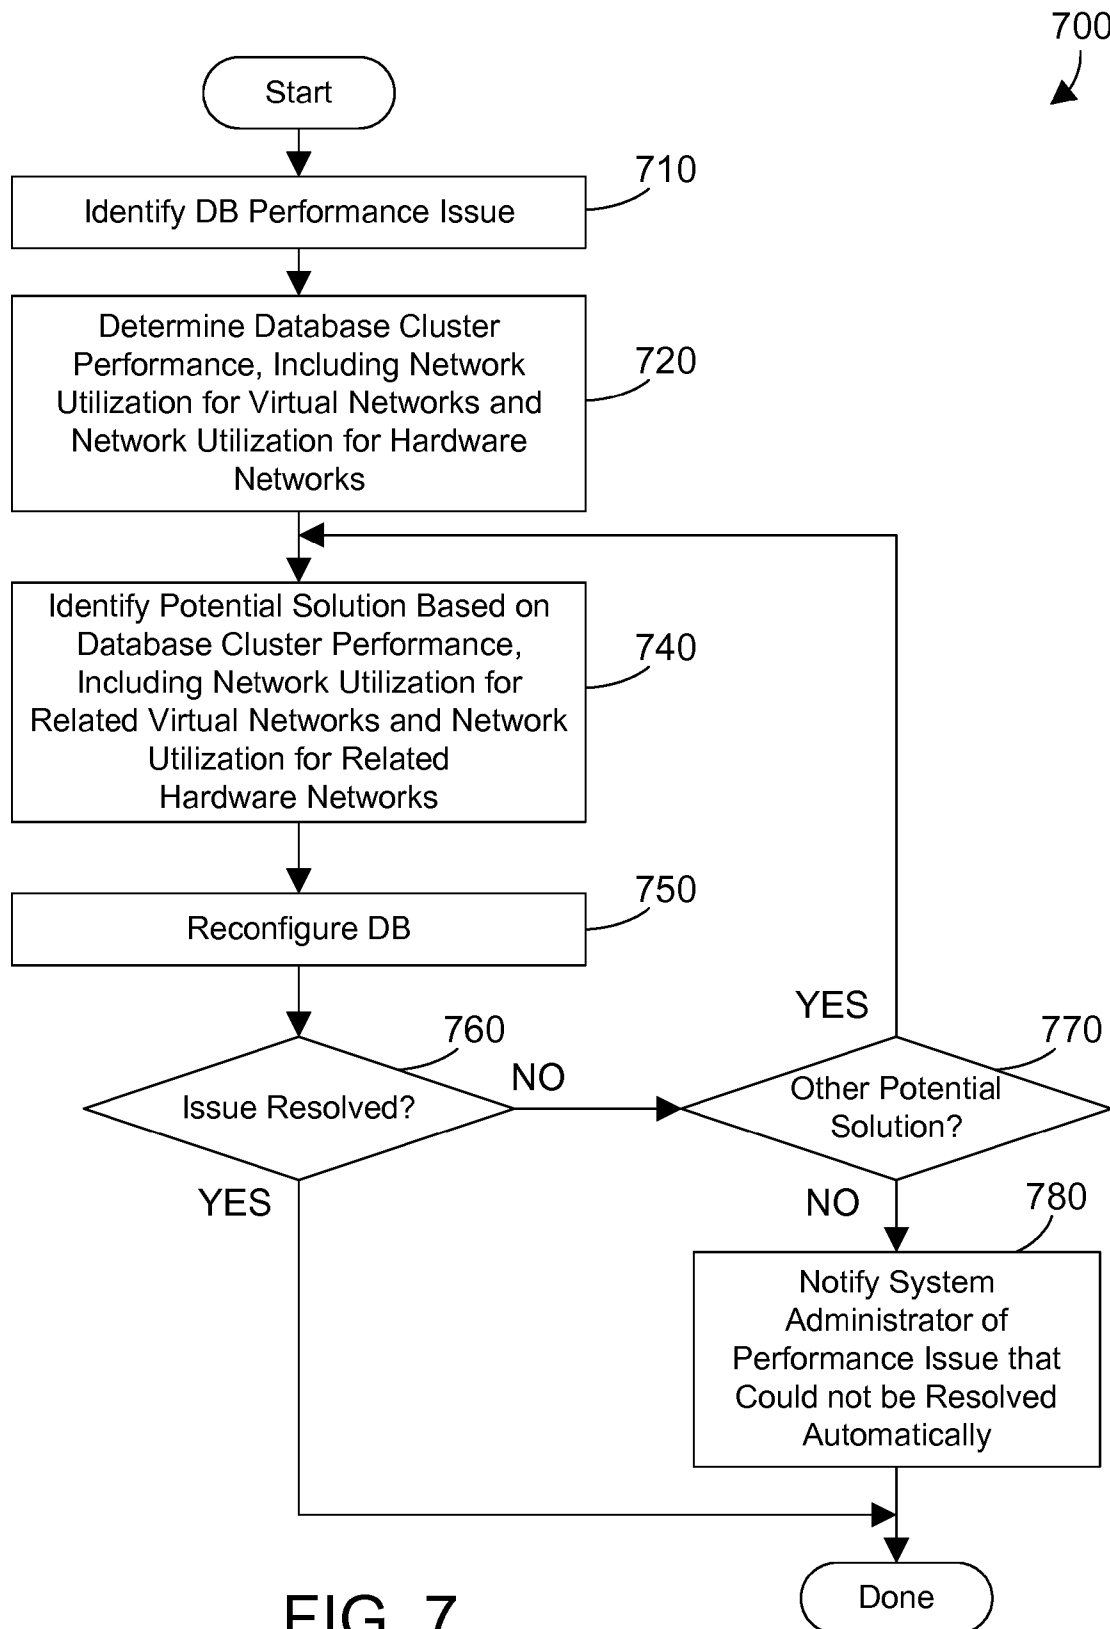 700
Start
710
Identify DB Performance Issue
Determine Database Cluster
Performance, Including Network
Utilization for Virtual Networks and
Network Utilization for Hardware
Networks
720
Identify Potential Solution Based on
Database Cluster Performance,
Including Network Utilization for
Related Virtual Networks and Network
Utilization for Related
Hardware Networks
740
750
Reconfigure DB
760
Issue Resolved?
NO
YES
YES
770
Other Potential
Solution?
NO
780
Notify System
Administrator of
Performance Issue that
Could not be Resolved
Automatically
Done
FIG. 7